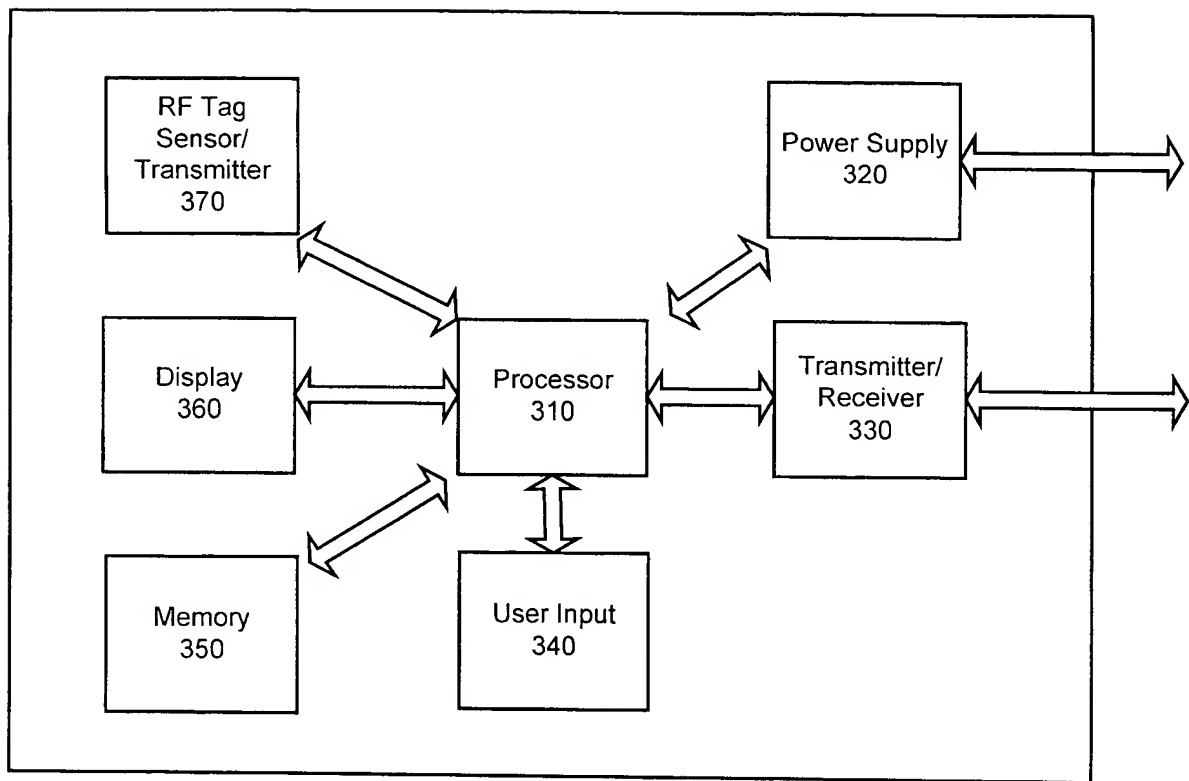 RF Tag
Sensor/
Transmitter
370
Power Supply
320
Display
360
Processor
310
Transmitter/
Receiver
330
Memory
350
User Input
340